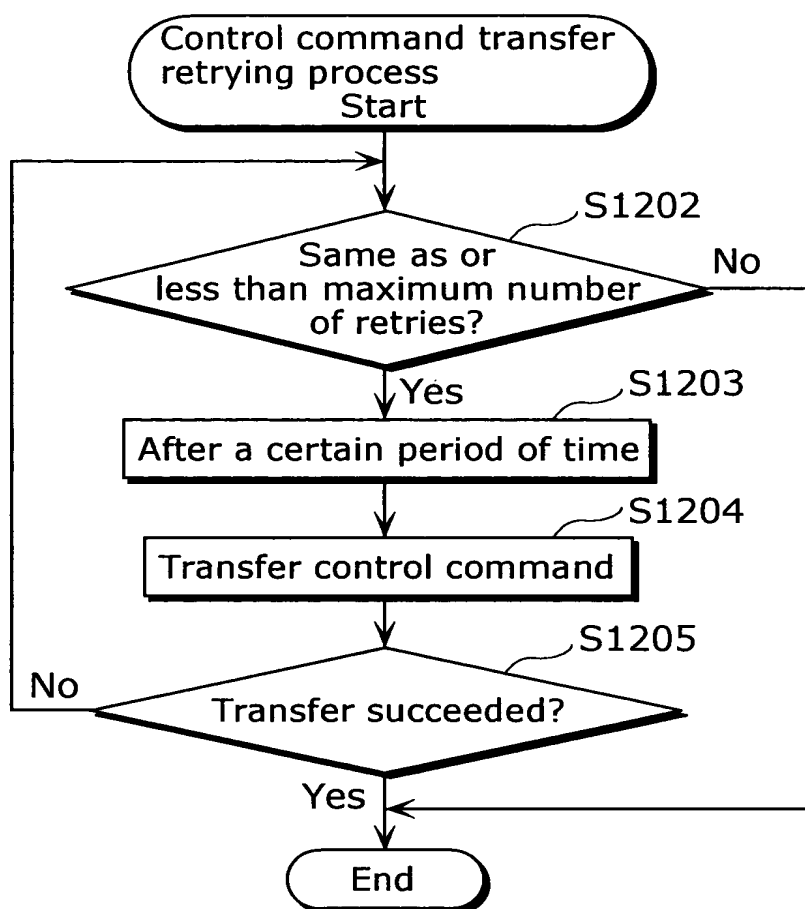 Control command transfer
retrying process
Start
S1202
Same as or
less than maximum number
of retries?
No
Yes
S1203
After a certain period of time
S1204
Transfer control command
S1205
No
Transfer succeeded?
Yes
End